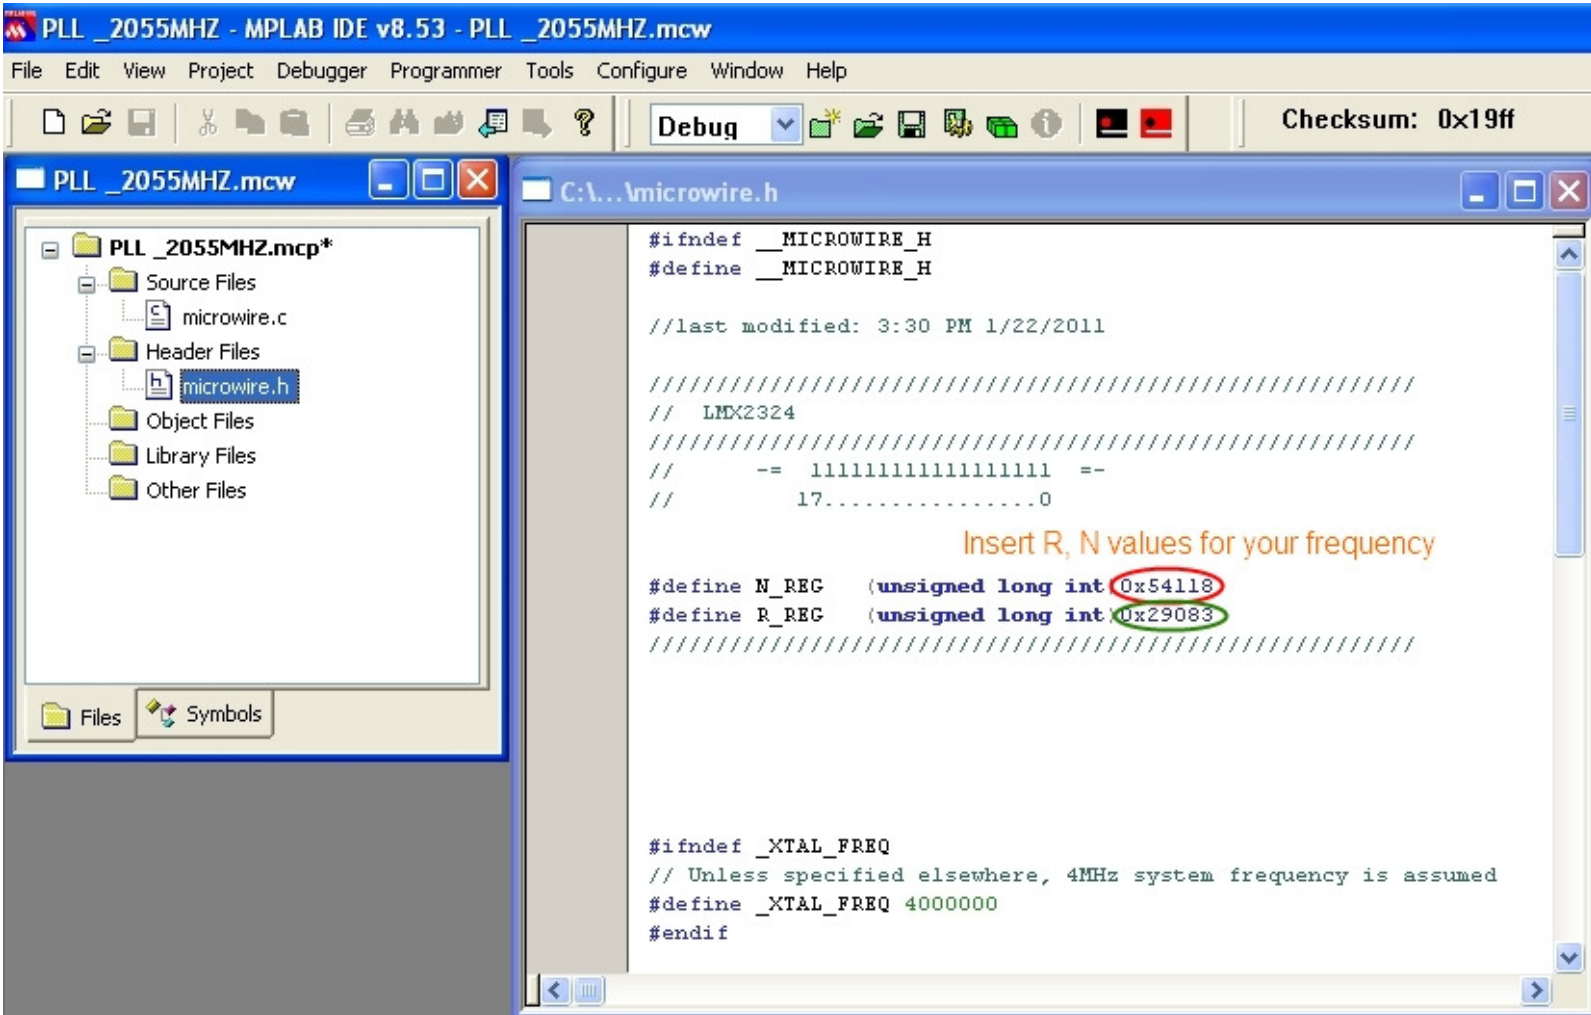 PLL _2055MHZ - MPLAB IDE v8.53 - PLL _2055MHZ.mcw
File Edit View Project Debugger Programmer Tools Configure Window Help
Debug
Checksum: 0x19ff
PLL _2055MHZ.mcw
PLL _2055MHZ.mcp*
Source Files
microwire.c
Header Files
microwire.h
Object Files
Library Files
Other Files
Files
Symbols
C:\...\microwire.h
#ifndef __MICROWIRE_H
#define __MICROWIRE_H
//last modified: 3:30 PM 1/22/2011
/////////////////////////////////////////////////////////
// LMX2324
/////////////////////////////////////////////////////////
// -= 111111111111111111 =-
// 17................0
Insert R, N values for your frequency
#define N_REG (unsigned long int)0x54118
#define R_REG (unsigned long int)0x29083
/////////////////////////////////////////////////////////
#ifndef _XTAL_FREQ
// Unless specified elsewhere, 4MHz system frequency is assumed
#define _XTAL_FREQ 4000000
#endif